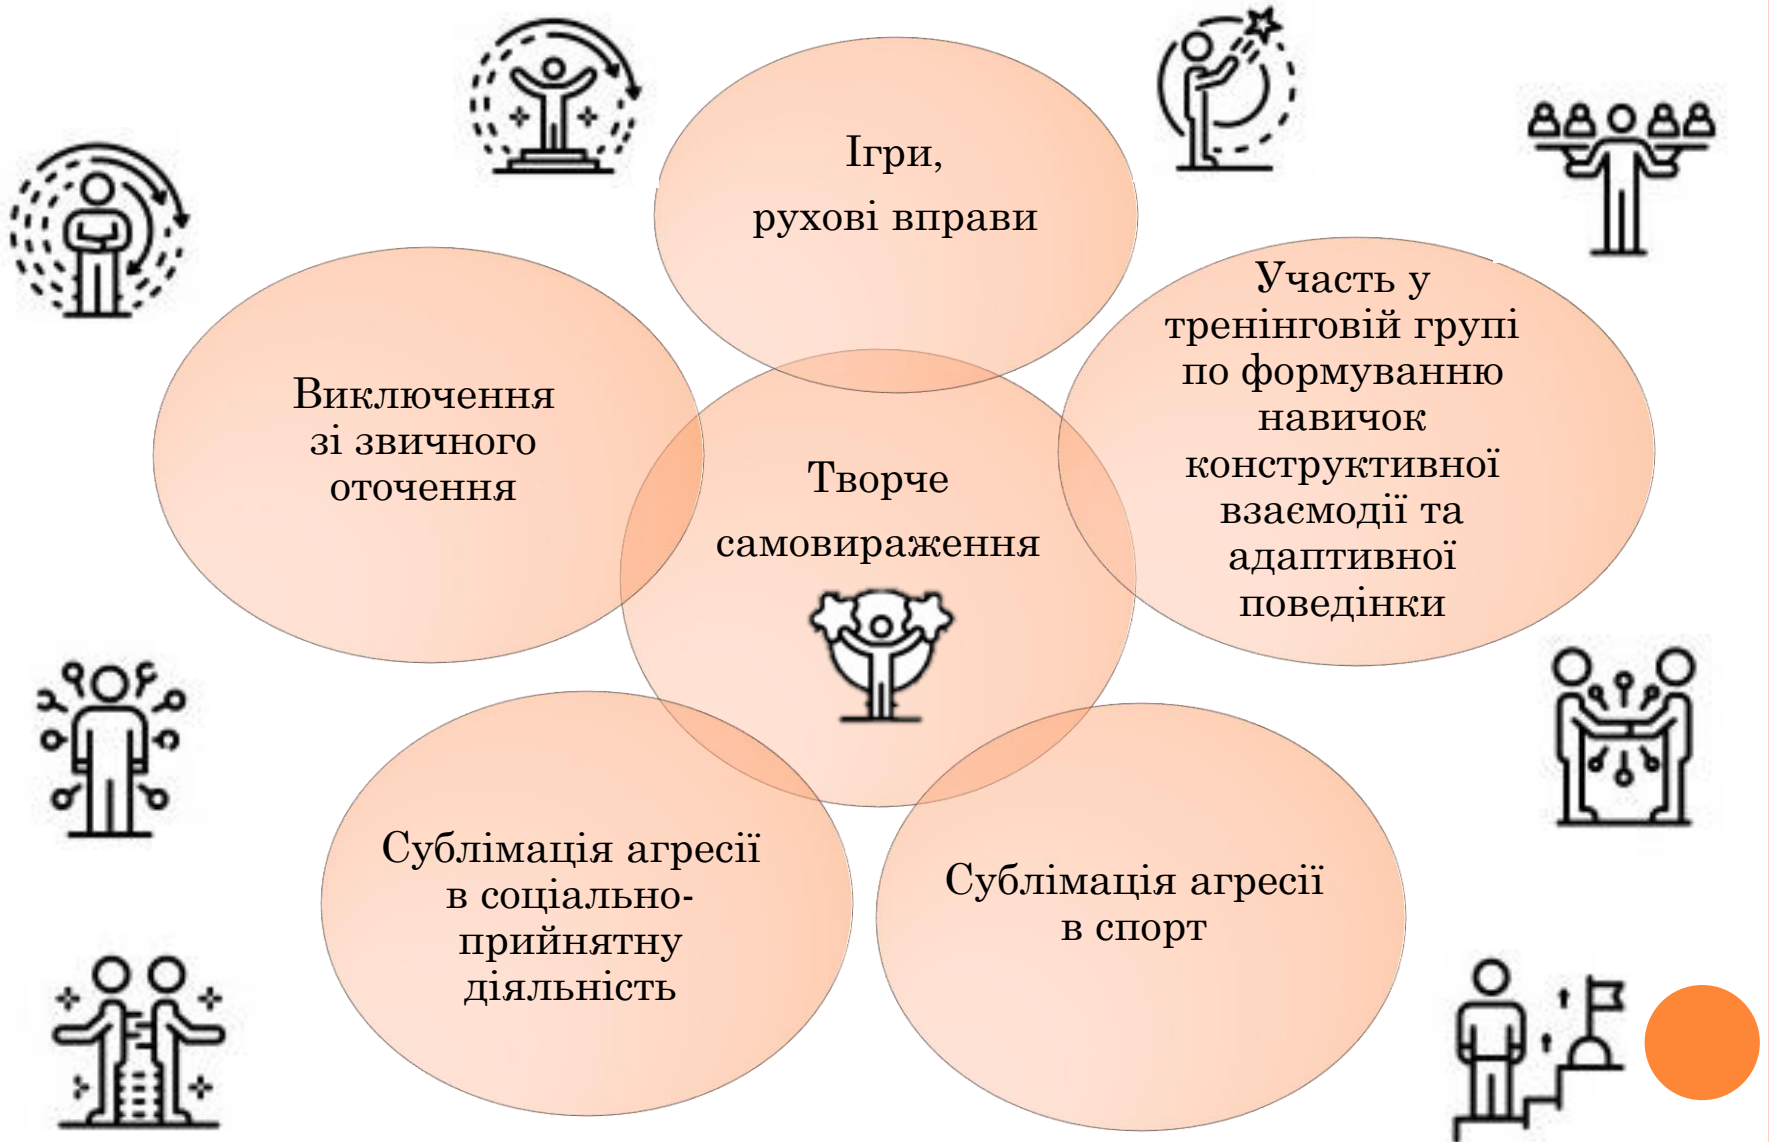 Ігри,
рухові вправи
Участь у
тренінговій групі
по формуванню
навичок
конструктивної
взаємодії та
адаптивної
поведінки
Виключення
зі звичного
оточення
Творче
самовираження
Сублімація агресії
в соціально-
прийнятну
діяльність
Сублімація агресії
в спорт